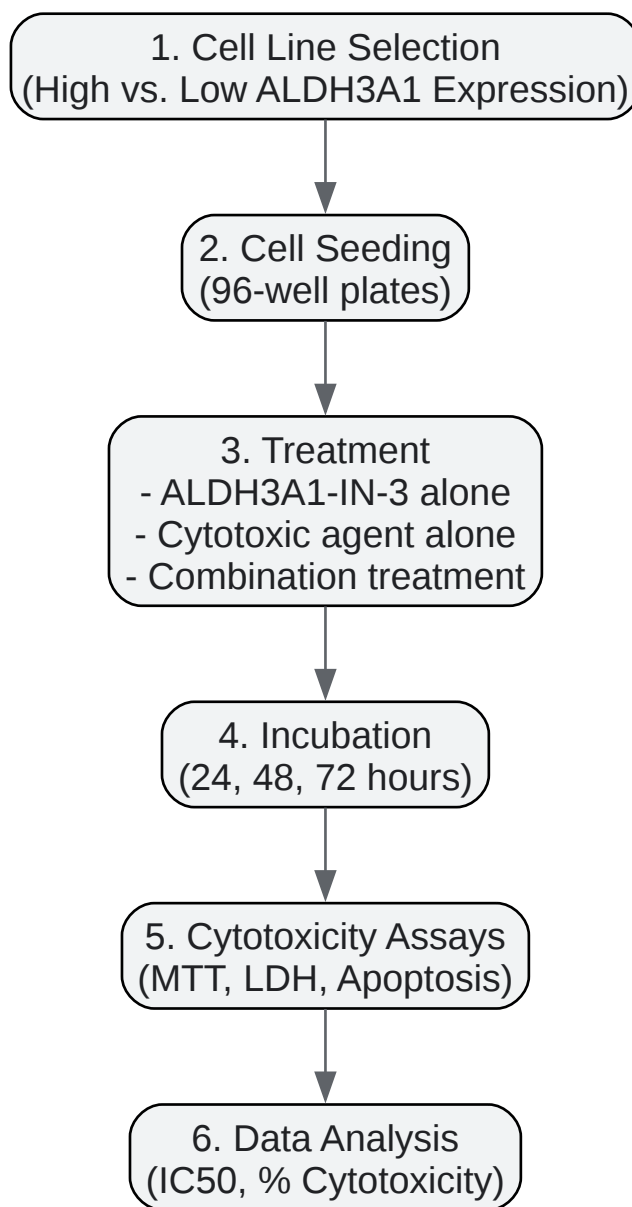 1. Cell Line Selection
(High vs. Low ALDH3A1 Expression)
2. Cell Seeding
(96-well plates)
3. Treatment
- ALDH3A1-IN-3 alone
- Cytotoxic agent alone
- Combination treatment
4. Incubation
(24, 48, 72 hours)
5. Cytotoxicity Assays
(MTT, LDH, Apoptosis)
6. Data Analysis
(IC50, % Cytotoxicity)